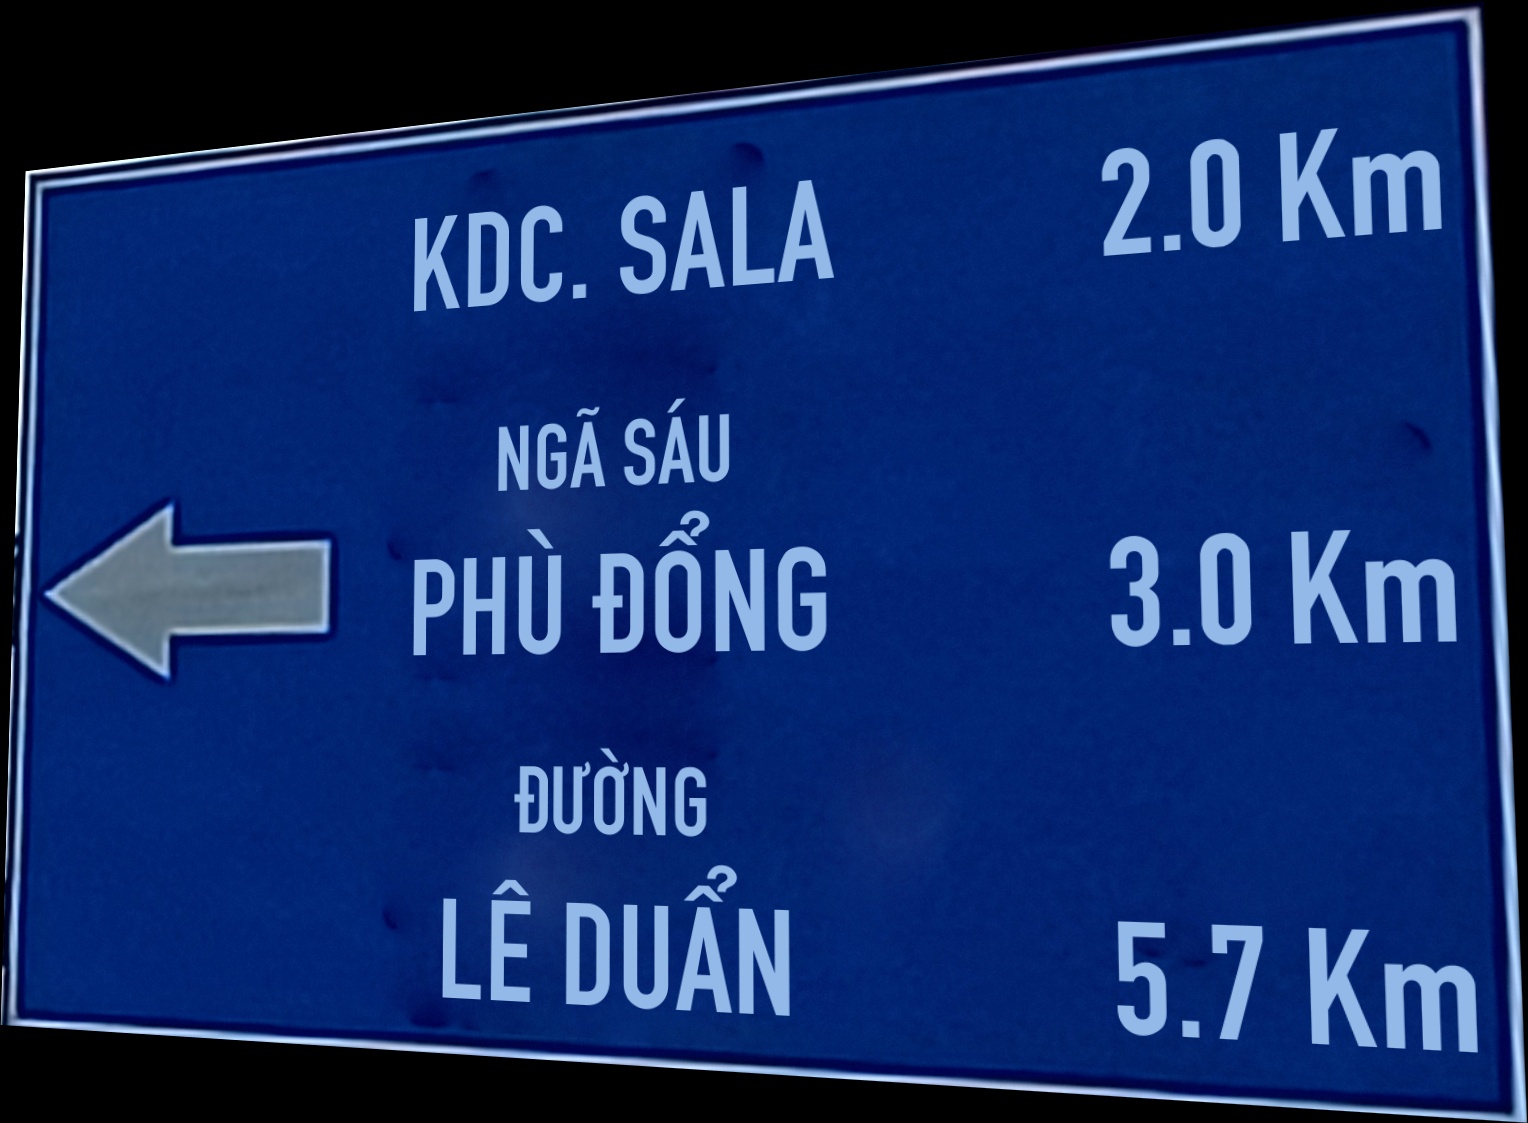 KDC. SALA 2.0 Km
NGÃ SÁU
PHÙ ĐỔNG 3.0 Km
ĐƯỜNG
LÊ DUẨN 5.7 Km